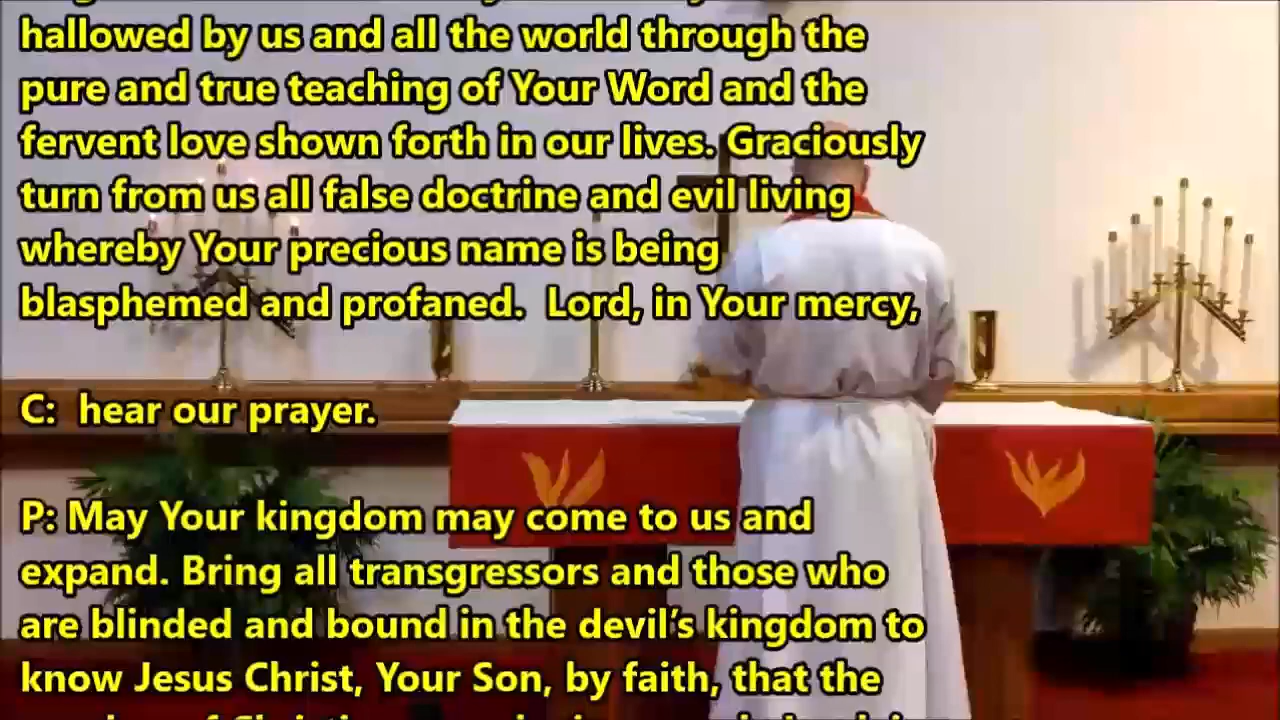 hallowed by us and all the world through the
pure and true teaching of Your Word and the
fervent love shown forth in our lives. Graciously
turn from us all false doctrine and evil living
whereby Your precious name is being
blasphemed and profaned.  Lord, in Your mercy,
C:  hear our prayer.
P: May Your kingdom may come to us and
expand. Bring all transgressors and those who
are blinded and bound in the devil’s kingdom to
know Jesus Christ, Your Son, by faith, that the